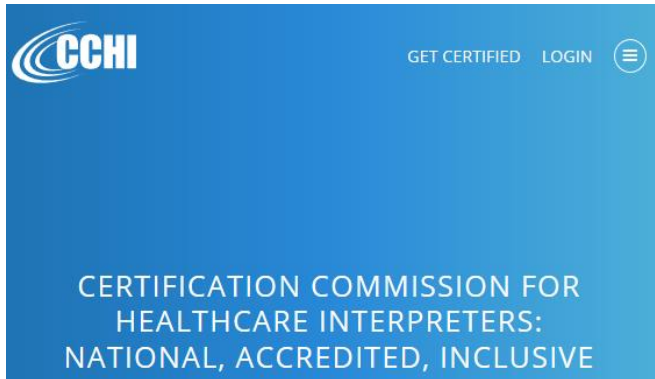 CCHI
GET CERTIFIED LOGIN
CERTIFICATION COMMISSION FOR
HEALTHCARE INTERPRETERS:
NATIONAL, ACCREDITED, INCLUSIVE